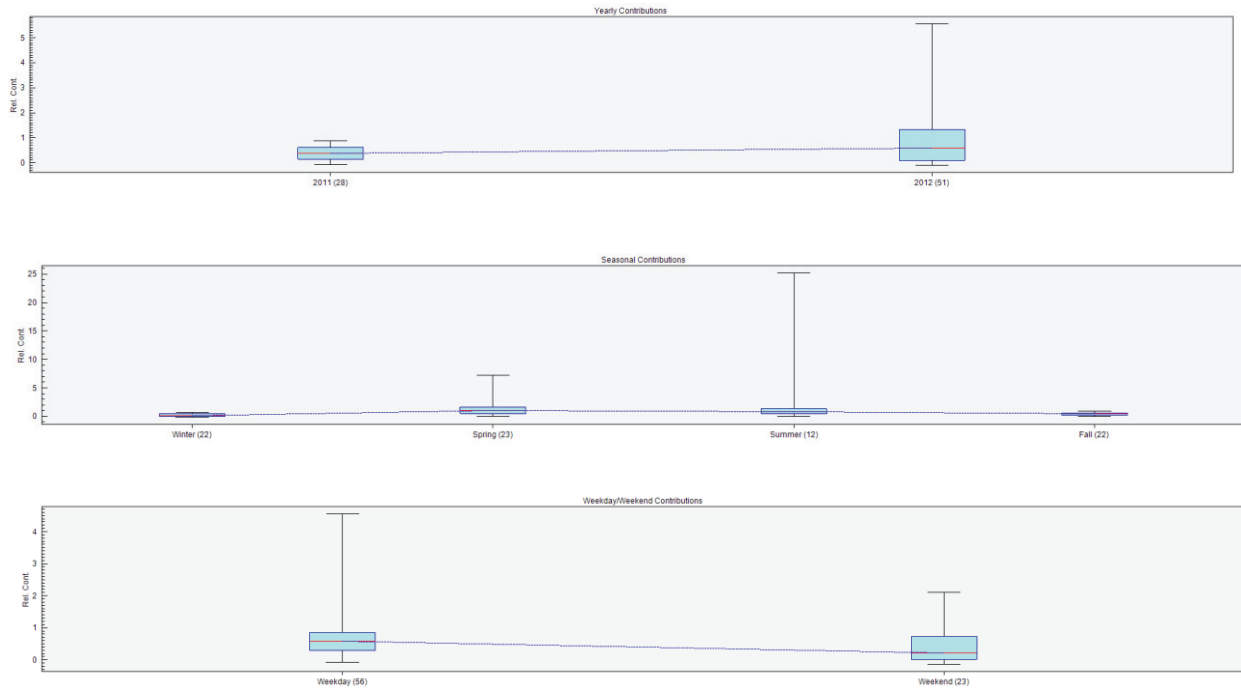 Yearly Contributions
Rel. Cont.
5
4
3
2
1
0
2011 (28)
2012 (51)
Seasonal Contributions
Rel. Cont.
25
20
15
10
5
0
Winter (22)
Spring (23)
Summer (12)
Fall (22)
Weekday/Weekend Contributions
Rel. Cont.
4
3
2
1
0
Weekday (56)
Weekend (23)